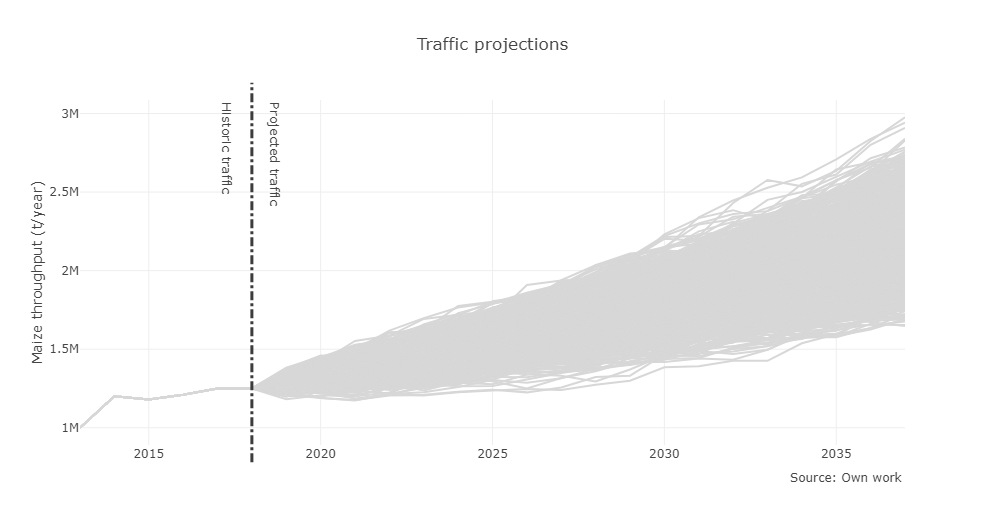 Traffic projections
Historic traffic
Projected traffic
Maize throughput (t/year)
3M
2.5M
2M
1.5M
1M
2015 2020 2025 2030 2035
Source: Own work